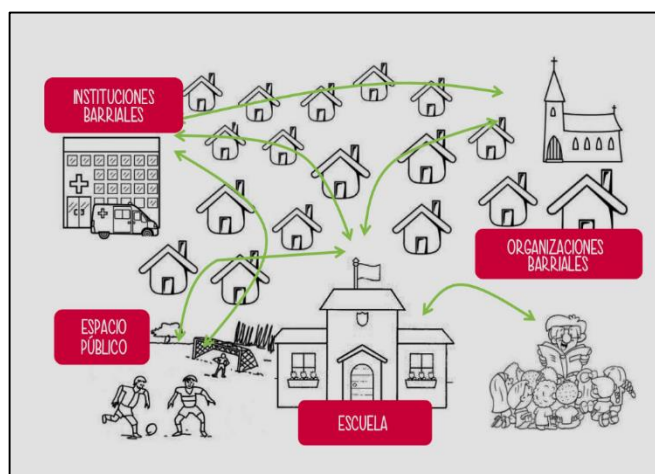 INSTITUCIONES
BARRIALES
ORGANIZACIONES
BARRIALES
ESPACIO
PÚBLICO
ESCUELA